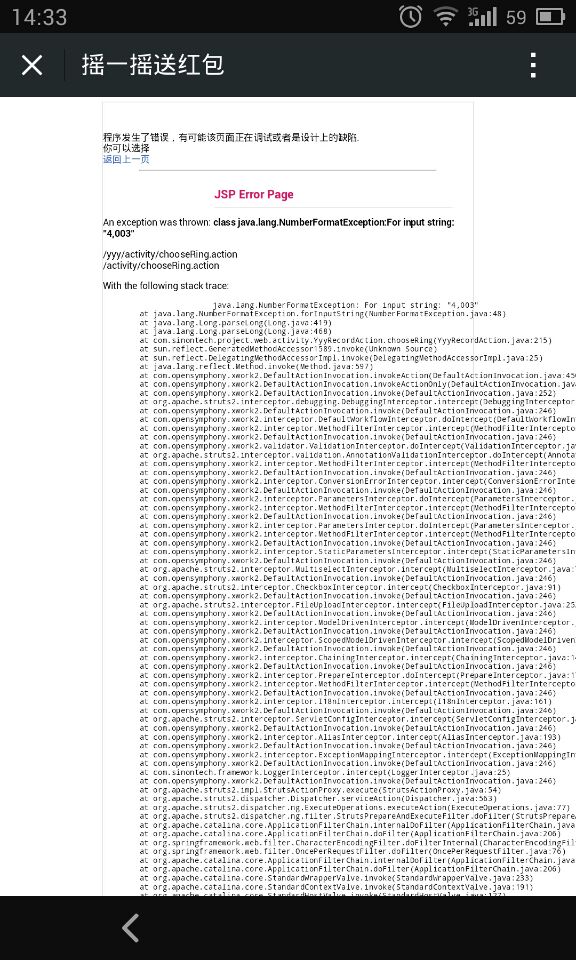 14:33
3G
59
摇一摇送红包
程序发生了错误，有可能该页面正在调试或者是设计上的缺陷.
你可以选择
返回上一页
JSP Error Page
An exception was thrown: class java.lang.NumberFormatException:For input string:
"4,003"
/yyy/activity/chooseRing.action
/activity/chooseRing.action
With the following stack trace:
java.lang.NumberFormatException: For input string: "4,003"
at java.lang.NumberFormatException.forInputString(NumberFormatException.java:48)
at java.lang.Long.parseLong(Long.java:419)
at java.lang.Long.parseLong(Long.java:468)
at com.sinontech.project.web.activity.YyyRecordAction.chooseRing(YyyRecordAction.java:215)
at sun.reflect.GeneratedMethodAccessor1589.invoke(Unknown Source)
at sun.reflect.DelegatingMethodAccessorImpl.invoke(DelegatingMethodAccessorImpl.java:25)
at java.lang.reflect.Method.invoke(Method.java:597)
at com.opensymphony.xwork2.DefaultActionInvocation.invokeAction(DefaultActionInvocation.java:450
at com.opensymphony.xwork2.DefaultActionInvocation.invokeActionOnly(DefaultActionInvocation.java
at com.opensymphony.xwork2.DefaultActionInvocation.invoke(DefaultActionInvocation.java:252)
at org.apache.struts2.interceptor.debugging.DebuggingInterceptor.intercept(DebuggingInterceptor
at com.opensymphony.xwork2.DefaultActionInvocation.invoke(DefaultActionInvocation.java:246)
at com.opensymphony.xwork2.interceptor.DefaultWorkflowInterceptor.doIntercept(DefaultWorkflowIn
at com.opensymphony.xwork2.interceptor.MethodFilterInterceptor.intercept(MethodFilterIntercepto
at com.opensymphony.xwork2.DefaultActionInvocation.invoke(DefaultActionInvocation.java:246)
at com.opensymphony.xwork2.validator.ValidationInterceptor.doIntercept(ValidationInterceptor.jav
at org.apache.struts2.interceptor.validation.AnnotationValidationInterceptor.doIntercept(Annotat
at com.opensymphony.xwork2.interceptor.MethodFilterInterceptor.intercept(MethodFilterIntercepto
at com.opensymphony.xwork2.DefaultActionInvocation.invoke(DefaultActionInvocation.java:246)
at com.opensymphony.xwork2.interceptor.ConversionErrorInterceptor.intercept(ConversionErrorInter
at com.opensymphony.xwork2.DefaultActionInvocation.invoke(DefaultActionInvocation.java:246)
at com.opensymphony.xwork2.interceptor.ParametersInterceptor.doIntercept(ParametersInterceptor.
at com.opensymphony.xwork2.interceptor.MethodFilterInterceptor.intercept(MethodFilterIntercepto
at com.opensymphony.xwork2.DefaultActionInvocation.invoke(DefaultActionInvocation.java:246)
at com.opensymphony.xwork2.interceptor.ParametersInterceptor.doIntercept(ParametersInterceptor.
at com.opensymphony.xwork2.interceptor.MethodFilterInterceptor.intercept(MethodFilterIntercepto
at com.opensymphony.xwork2.DefaultActionInvocation.invoke(DefaultActionInvocation.java:246)
at com.opensymphony.xwork2.interceptor.StaticParametersInterceptor.intercept(StaticParametersIn
at com.opensymphony.xwork2.DefaultActionInvocation.invoke(DefaultActionInvocation.java:246)
at org.apache.struts2.interceptor.MultiselectInterceptor.intercept(MultiselectInterceptor.java:
at com.opensymphony.xwork2.DefaultActionInvocation.invoke(DefaultActionInvocation.java:246)
at org.apache.struts2.interceptor.CheckboxInterceptor.intercept(CheckboxInterceptor.java:91)
at com.opensymphony.xwork2.DefaultActionInvocation.invoke(DefaultActionInvocation.java:246)
at org.apache.struts2.interceptor.FileUploadInterceptor.intercept(FileUploadInterceptor.java:25
at com.opensymphony.xwork2.DefaultActionInvocation.invoke(DefaultActionInvocation.java:246)
at com.opensymphony.xwork2.interceptor.ModelDrivenInterceptor.intercept(ModelDrivenInterceptor.
at com.opensymphony.xwork2.DefaultActionInvocation.invoke(DefaultActionInvocation.java:246)
at com.opensymphony.xwork2.interceptor.ScopedModelDrivenInterceptor.intercept(ScopedModelDriven
at com.opensymphony.xwork2.DefaultActionInvocation.invoke(DefaultActionInvocation.java:246)
at com.opensymphony.xwork2.interceptor.ChainingInterceptor.intercept(ChainingInterceptor.java:1
at com.opensymphony.xwork2.DefaultActionInvocation.invoke(DefaultActionInvocation.java:246)
at com.opensymphony.xwork2.interceptor.PrepareInterceptor.doIntercept(PrepareInterceptor.java:1
at com.opensymphony.xwork2.interceptor.MethodFilterInterceptor.intercept(MethodFilterIntercepto
at com.opensymphony.xwork2.DefaultActionInvocation.invoke(DefaultActionInvocation.java:246)
at com.opensymphony.xwork2.interceptor.I18nInterceptor.intercept(I18nInterceptor.java:161)
at com.opensymphony.xwork2.DefaultActionInvocation.invoke(DefaultActionInvocation.java:246)
at org.apache.struts2.interceptor.ServletConfigInterceptor.intercept(ServletConfigInterceptor.j
at com.opensymphony.xwork2.DefaultActionInvocation.invoke(DefaultActionInvocation.java:246)
at com.opensymphony.xwork2.interceptor.AliasInterceptor.intercept(AliasInterceptor.java:193)
at com.opensymphony.xwork2.DefaultActionInvocation.invoke(DefaultActionInvocation.java:246)
at com.opensymphony.xwork2.interceptor.ExceptionMappingInterceptor.intercept(ExceptionMappingIn
at com.opensymphony.xwork2.DefaultActionInvocation.invoke(DefaultActionInvocation.java:246)
at com.sinontech.framework.LoggerInterceptor.intercept(LoggerInterceptor.java:25)
at com.opensymphony.xwork2.DefaultActionInvocation.invoke(DefaultActionInvocation.java:246)
at org.apache.struts2.impl.StrutsActionProxy.execute(StrutsActionProxy.java:54)
at org.apache.struts2.dispatcher.Dispatcher.serviceAction(Dispatcher.java:563)
at org.apache.struts2.dispatcher.ng.ExecuteOperations.executeAction(ExecuteOperations.java:77)
at org.apache.struts2.dispatcher.ng.filter.StrutsPrepareAndExecuteFilter.doFilter(StrutsPrepareA
at org.apache.catalina.core.ApplicationFilterChain.internalDoFilter(ApplicationFilterChain.java
at org.apache.catalina.core.ApplicationFilterChain.doFilter(ApplicationFilterChain.java:206)
at org.springframework.web.filter.CharacterEncodingFilter.doFilterInternal(CharacterEncodingFil
at org.springframework.web.filter.OncePerRequestFilter.doFilter(OncePerRequestFilter.java:76)
at org.apache.catalina.core.ApplicationFilterChain.internalDoFilter(ApplicationFilterChain.java
at org.apache.catalina.core.ApplicationFilterChain.doFilter(ApplicationFilterChain.java:206)
at org.apache.catalina.core.StandardWrapperValve.invoke(StandardWrapperValve.java:233)
at org.apache.catalina.core.StandardContextValve.invoke(StandardContextValve.java:191)
at org.apache.catalina.core.StandardHostValve.invoke(StandardHostValve.java:127)